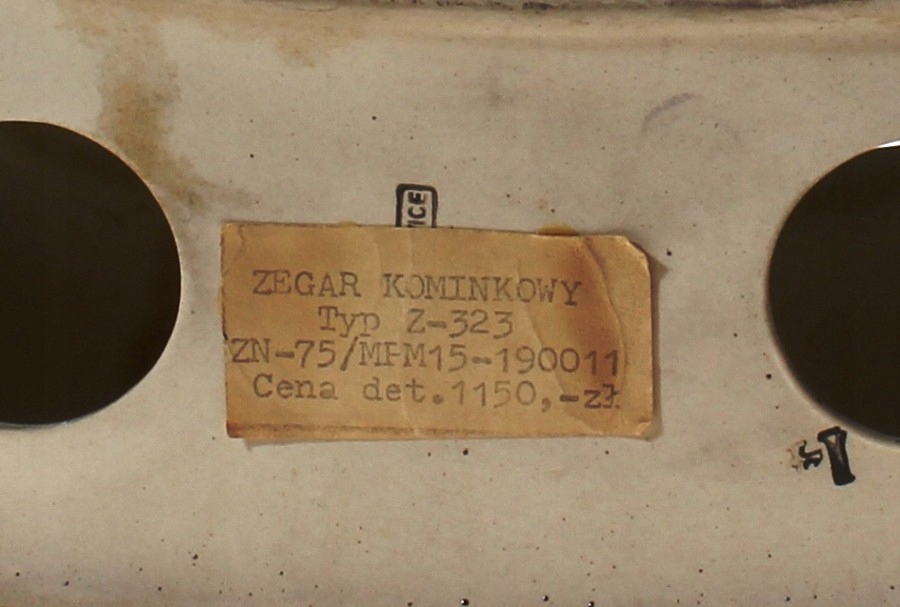 ZEGAR KOMINKOWY
Typ Z-323
ZN-75/MPM15-190011
Cena det.1150,-zł